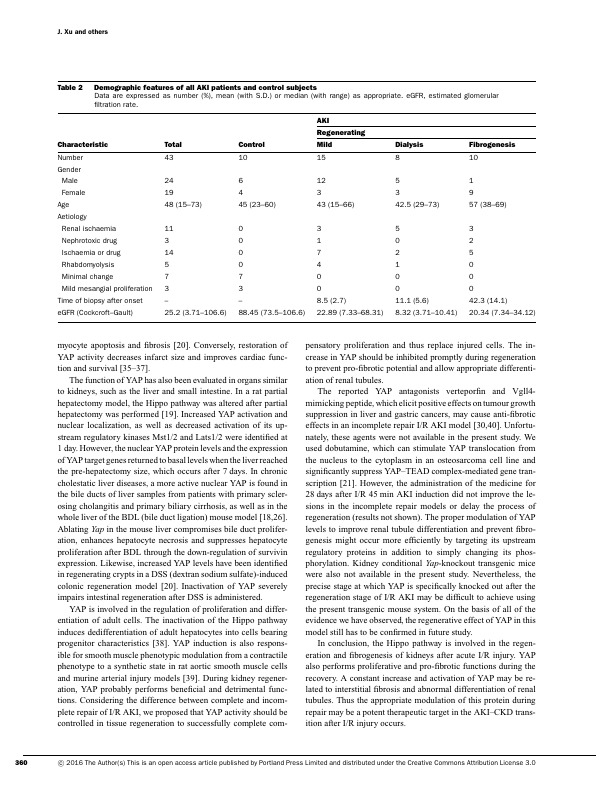 J. Xu and others
Table 2 Demographic features of all AKI patients and control subjects
Data are expressed as number (%), mean (with S.D.) or median (with range) as appropriate. eGFR, estimated glomerular
filtration rate.
AKI
Regenerating
Characteristic Total Control Mild Dialysis Fibrogenesis
Number 43 10 15 8 10
Gender
Male 24 6 12 5 1
Female 19 4 3 3 9
Age 48 (15–73) 45 (23–60) 43 (15–66) 42.5 (29–73) 57 (38–69)
Aetiology
Renal ischaemia 11 0 3 5 3
Nephrotoxic drug 3 0 1 0 2
Ischaemia or drug 14 0 7 2 5
Rhabdomyolysis 5 0 4 1 0
Minimal change 7 7 0 0 0
Mild mesangial proliferation 3 3 0 0 0
Time of biopsy after onset – – 8.5 (2.7) 11.1 (5.6) 42.3 (14.1)
eGFR (Cockcroft–Gault) 25.2 (3.71–106.6) 88.45 (73.5–106.6) 22.89 (7.33–68.31) 8.32 (3.71–10.41) 20.34 (7.34–34.12)
myocyte apoptosis and fibrosis [20]. Conversely, restoration of
YAP activity decreases infarct size and improves cardiac func-
tion and survival [35–37].
The function of YAP has also been evaluated in organs similar
to kidneys, such as the liver and small intestine. In a rat partial
hepatectomy model, the Hippo pathway was altered after partial
hepatectomy was performed [19]. Increased YAP activation and
nuclear localization, as well as decreased activation of its up-
stream regulatory kinases Mst1/2 and Lats1/2 were identified at
1 day. However, the nuclear YAP protein levels and the expression
of YAP target genes returned to basal levels when the liver reached
the pre-hepatectomy size, which occurs after 7 days. In chronic
cholestatic liver diseases, a more active nuclear YAP is found in
the bile ducts of liver samples from patients with primary scler-
osing cholangitis and primary biliary cirrhosis, as well as in the
whole liver of the BDL (bile duct ligation) mouse model [18,26].
Ablating Yap in the mouse liver compromises bile duct prolifer-
ation, enhances hepatocyte necrosis and suppresses hepatocyte
proliferation after BDL through the down-regulation of survivin
expression. Likewise, increased YAP levels have been identified
in regenerating crypts in a DSS (dextran sodium sulfate)-induced
colonic regeneration model [20]. Inactivation of YAP severely
impairs intestinal regeneration after DSS is administered.
YAP is involved in the regulation of proliferation and differ-
entiation of adult cells. The inactivation of the Hippo pathway
induces dedifferentiation of adult hepatocytes into cells bearing
progenitor characteristics [38]. YAP induction is also respons-
ible for smooth muscle phenotypic modulation from a contractile
phenotype to a synthetic state in rat aortic smooth muscle cells
and murine arterial injury models [39]. During kidney regener-
ation, YAP probably performs beneficial and detrimental func-
tions. Considering the difference between complete and incom-
plete repair of I/R AKI, we proposed that YAP activity should be
controlled in tissue regeneration to successfully complete com-
pensatory proliferation and thus replace injured cells. The in-
crease in YAP should be inhibited promptly during regeneration
to prevent pro-fibrotic potential and allow appropriate differenti-
ation of renal tubules.
The reported YAP antagonists verteporfin and Vgll4-
mimicking peptide, which elicit positive effects on tumour growth
suppression in liver and gastric cancers, may cause anti-fibrotic
effects in an incomplete repair I/R AKI model [30,40]. Unfortu-
nately, these agents were not available in the present study. We
used dobutamine, which can stimulate YAP translocation from
the nucleus to the cytoplasm in an osteosarcoma cell line and
significantly suppress YAP–TEAD complex-mediated gene tran-
scription [21]. However, the administration of the medicine for
28 days after I/R 45 min AKI induction did not improve the le-
sions in the incomplete repair models or delay the process of
regeneration (results not shown). The proper modulation of YAP
levels to improve renal tubule differentiation and prevent fibro-
genesis might occur more efficiently by targeting its upstream
regulatory proteins in addition to simply changing its phos-
phorylation. Kidney conditional Yap-knockout transgenic mice
were also not available in the present study. Nevertheless, the
precise stage at which YAP is specifically knocked out after the
regeneration stage of I/R AKI may be difficult to achieve using
the present transgenic mouse system. On the basis of all of the
evidence we have observed, the regenerative effect of YAP in this
model still has to be confirmed in future study.
In conclusion, the Hippo pathway is involved in the regen-
eration and fibrogenesis of kidneys after acute I/R injury. YAP
also performs proliferative and pro-fibrotic functions during the
recovery. A constant increase and activation of YAP may be re-
lated to interstitial fibrosis and abnormal differentiation of renal
tubules. Thus the appropriate modulation of this protein during
repair may be a potent therapeutic target in the AKI–CKD trans-
ition after I/R injury occurs.
360 © 2016 The Author(s) This is an open access article published by Portland Press Limited and distributed under the Creative Commons Attribution License 3.0